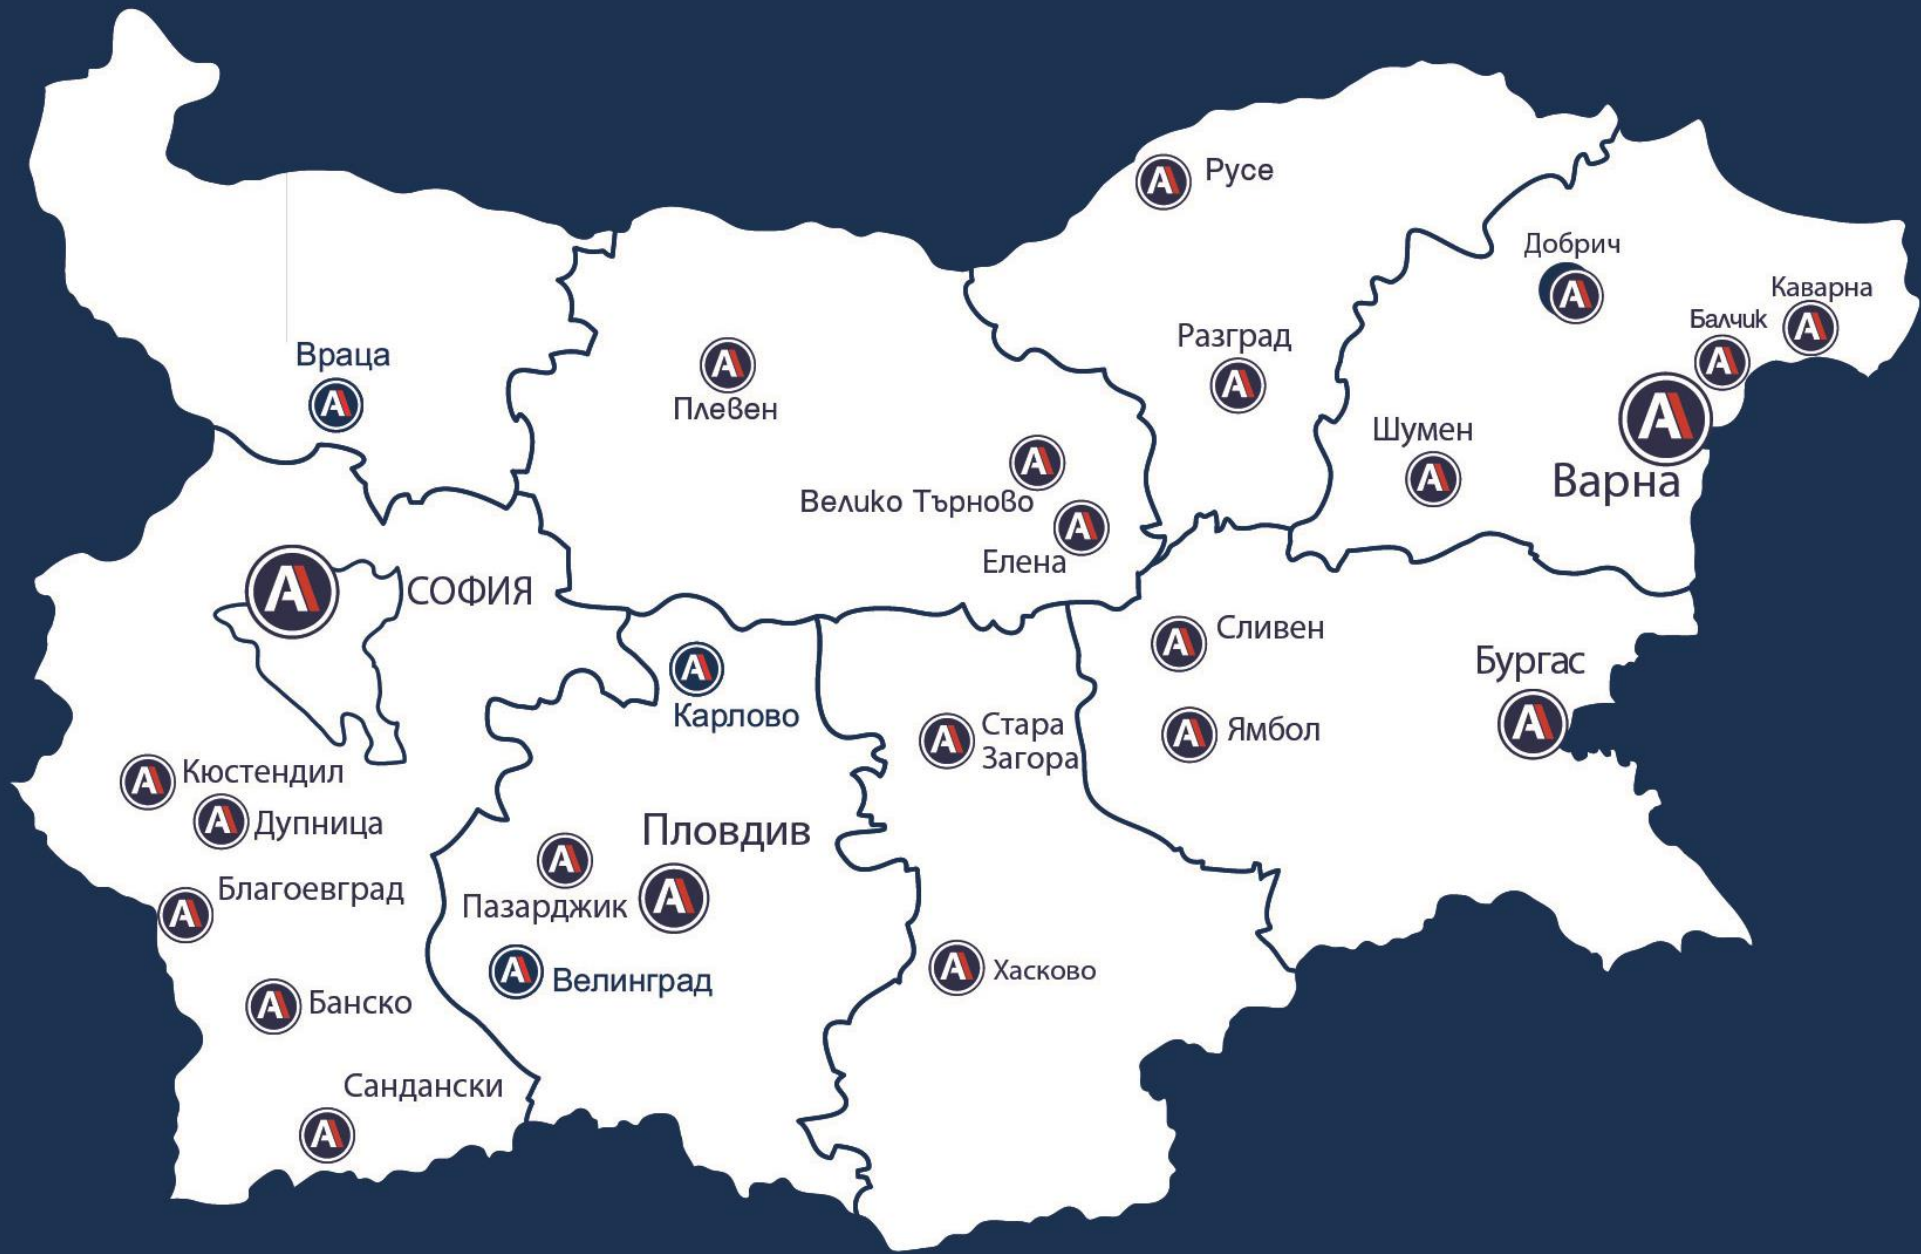 Русе
Добрич
Каварна
Балчик
Разград
Враца
Плевен
Шумен
Варна
Велико Търново
Елена
СОФИЯ
Сливен
Бургас
Карлово
Стара
Загора
Ямбол
Кюстендил
Дупница
Пловдив
Благоевград
Пазарджик
Велинград
Хасково
Банско
Сандански